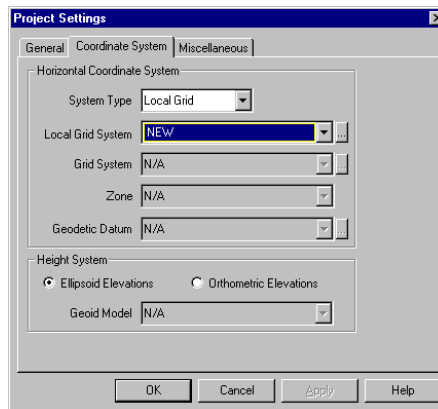 Project Settings
General Coordinate System Miscellaneous
Horizontal Coordinate System
System Type Local Grid
Local Grid System NEW ...
Grid System N/A ...
Zone N/A
Geodetic Datum N/A ...
Height System
Ellipsoid Elevations Orthometric Elevations
Geoid Model N/A
OK Cancel Apply Help